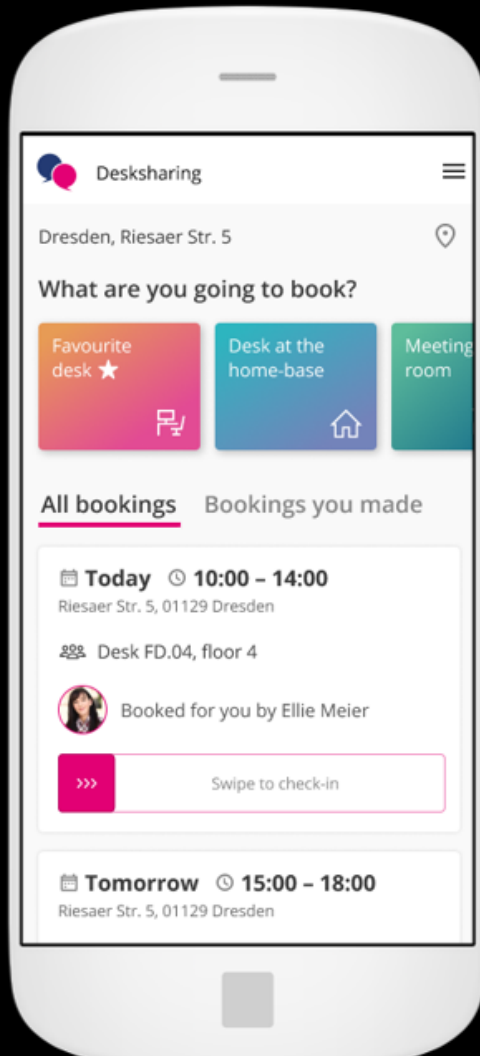 Desksharing
Dresden, Riesaer Str. 5
What are you going to book?
Favourite
desk ★
Desk at the
home-base
Meeting
room
All bookings Bookings you made
Today 10:00 – 14:00
Riesaer Str. 5, 01129 Dresden
Desk FD.04, floor 4
Booked for you by Ellie Meier
››› Swipe to check-in
Tomorrow 15:00 – 18:00
Riesaer Str. 5, 01129 Dresden